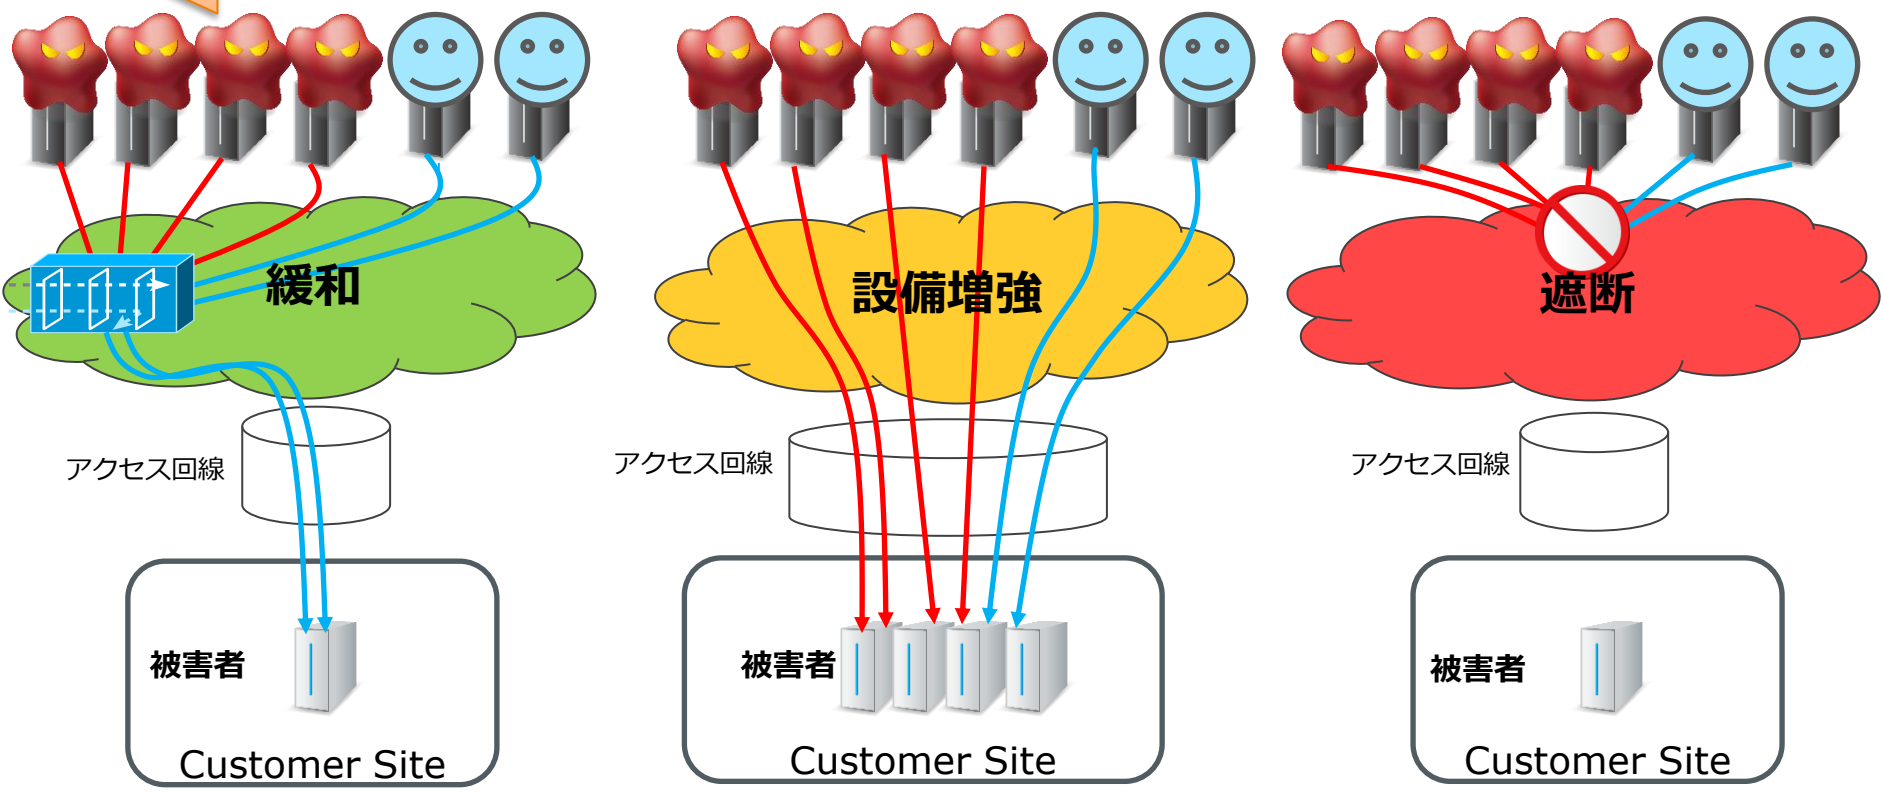 緩和
設備増強
遮断
アクセス回線
アクセス回線
アクセス回線
被害者
被害者
被害者
Customer Site
Customer Site
Customer Site